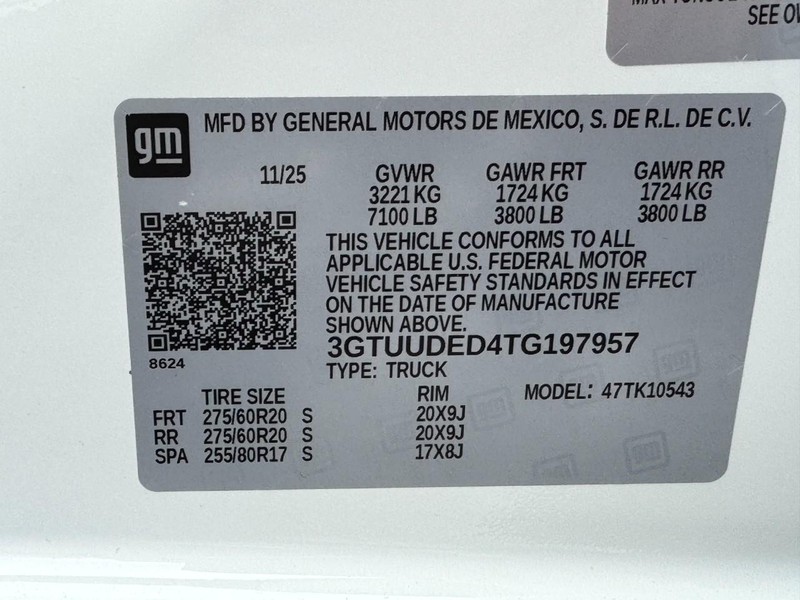 SEE
gm
MFD BY GENERAL MOTORS DE MEXICO, S. DE R.L. DE C.V.
11/25 GVWR GAWR FRT GAWR RR
3221 KG 1724 KG 1724 KG
7100 LB 3800 LB 3800 LB
THIS VEHICLE CONFORMS TO ALL
APPLICABLE U.S. FEDERAL MOTOR
VEHICLE SAFETY STANDARDS IN EFFECT
ON THE DATE OF MANUFACTURE
SHOWN ABOVE.
3GTUUDED4TG197957
8624
TYPE: TRUCK
TIRE SIZE RIM MODEL: 47TK10543
FRT 275/60R20 S 20X9J
RR 275/60R20 S 20X9J
SPA 255/80R17 S 17X8J